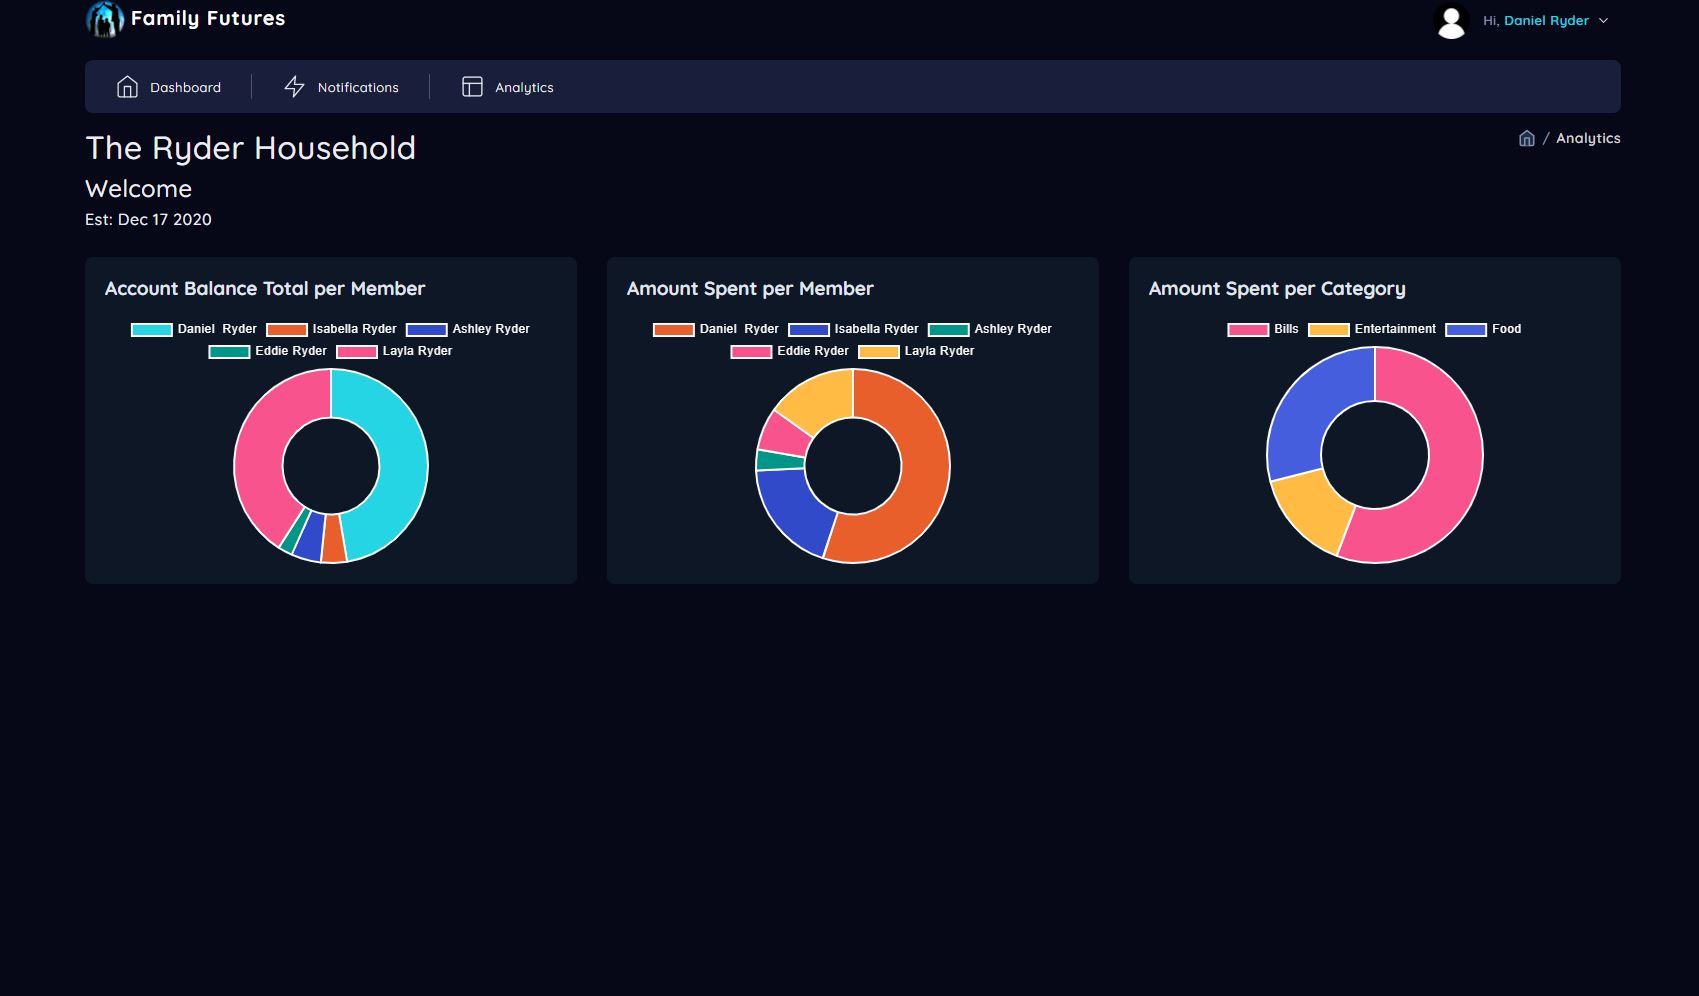 Family Futures
Hi, Daniel Ryder
Dashboard
Notifications
Analytics
The Ryder Household
/ Analytics
Welcome
Est: Dec 17 2020
Account Balance Total per Member
Daniel  Ryder Isabella Ryder Ashley Ryder
Eddie Ryder Layla Ryder
Amount Spent per Member
Daniel  Ryder Isabella Ryder Ashley Ryder
Eddie Ryder Layla Ryder
Amount Spent per Category
Bills Entertainment Food